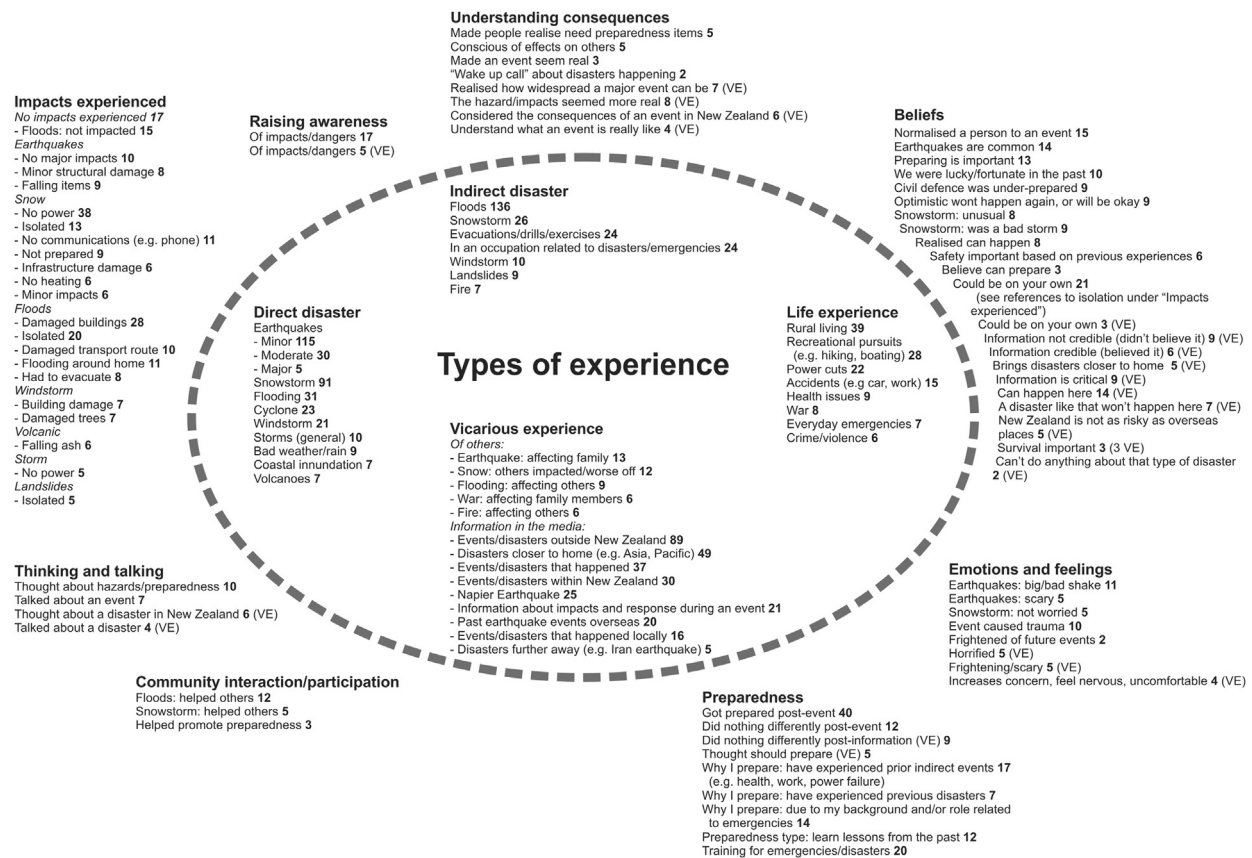 Understanding consequences
Made people realise need preparedness items 5
Conscious of effects on others 5
Made an event seem real 3
“Wake up call” about disasters happening 2
Realised how widespread a major event can be 7 (VE)
The hazard/impacts seemed more real 8 (VE)
Considered the consequences of an event in New Zealand 6 (VE)
Understand what an event is really like 4 (VE)
Impacts experienced
No impacts experienced 17
- Floods: not impacted 15
Earthquakes
- No major impacts 10
- Minor structural damage 8
- Falling items 9
Snow
- No power 38
- Isolated 13
- No communications (e.g. phone) 11
- Not prepared 9
- Infrastructure damage 6
- No heating 6
- Minor impacts 6
Floods
- Damaged buildings 28
- Isolated 20
- Damaged transport route 10
- Flooding around home 11
- Had to evacuate 8
Windstorm
- Building damage 7
- Damaged trees 7
Volcanic
- Falling ash 6
Storm
- No power 5
Landslides
- Isolated 5
Raising awareness
Of impacts/dangers 17
Of impacts/dangers 5 (VE)
Beliefs
Normalised a person to an event 15
Earthquakes are common 14
Preparing is important 13
We were lucky/fortunate in the past 10
Civil defence was under-prepared 9
Optimistic wont happen again, or will be okay 9
Snowstorm: unusual 8
Snowstorm: was a bad storm 9
Realised can happen 8
Safety important based on previous experiences 6
Believe can prepare 3
Could be on your own 21
(see references to isolation under “Impacts
experienced”)
Could be on your own 3 (VE)
Information not credible (didn’t believe it) 9 (VE)
Information credible (believed it) 6 (VE)
Brings disasters closer to home 5 (VE)
Information is critical 9 (VE)
Can happen here 14 (VE)
A disaster like that won’t happen here 7 (VE)
New Zealand is not as risky as overseas
places 5 (VE)
Survival important 3 (3 VE)
Can’t do anything about that type of disaster
2 (VE)
Indirect disaster
Floods 136
Snowstorm 26
Evacuations/drills/exercises 24
In an occupation related to disasters/emergencies 24
Windstorm 10
Landslides 9
Fire 7
Direct disaster
Earthquakes
- Minor 115
- Moderate 30
- Major 5
Snowstorm 91
Flooding 31
Cyclone 23
Windstorm 21
Storms (general) 10
Bad weather/rain 9
Coastal innundation 7
Volcanoes 7
Types of experience
Life experience
Rural living 39
Recreational pursuits
(e.g. hiking, boating) 28
Power cuts 22
Accidents (e.g car, work) 15
Health issues 9
War 8
Everyday emergencies 7
Crime/violence 6
Vicarious experience
Of others:
- Earthquake: affecting family 13
- Snow: others impacted/worse off 12
- Flooding: affecting others 9
- War: affecting family members 6
- Fire: affecting others 6
Information in the media:
- Events/disasters outside New Zealand 89
- Disasters closer to home (e.g. Asia, Pacific) 49
- Events/disasters that happened 37
- Events/disasters within New Zealand 30
- Napier Earthquake 25
- Information about impacts and response during an event 21
- Past earthquake events overseas 20
- Events/disasters that happened locally 16
- Disasters further away (e.g. Iran earthquake) 5
Thinking and talking
Thought about hazards/preparedness 10
Talked about an event 7
Thought about a disaster in New Zealand 6 (VE)
Talked about a disaster 4 (VE)
Emotions and feelings
Earthquakes: big/bad shake 11
Earthquakes: scary 5
Snowstorm: not worried 5
Event caused trauma 10
Frightened of future events 2
Horrified 5 (VE)
Frightening/scary 5 (VE)
Increases concern, feel nervous, uncomfortable 4 (VE)
Community interaction/participation
Floods: helped others 12
Snowstorm: helped others 5
Helped promote preparedness 3
Preparedness
Got prepared post-event 40
Did nothing differently post-event 12
Did nothing differently post-information (VE) 9
Thought should prepare (VE) 5
Why I prepare: have experienced prior indirect events 17
(e.g. health, work, power failure)
Why I prepare: have experienced previous disasters 7
Why I prepare: due to my background and/or role related
to emergencies 14
Preparedness type: learn lessons from the past 12
Training for emergencies/disasters 20